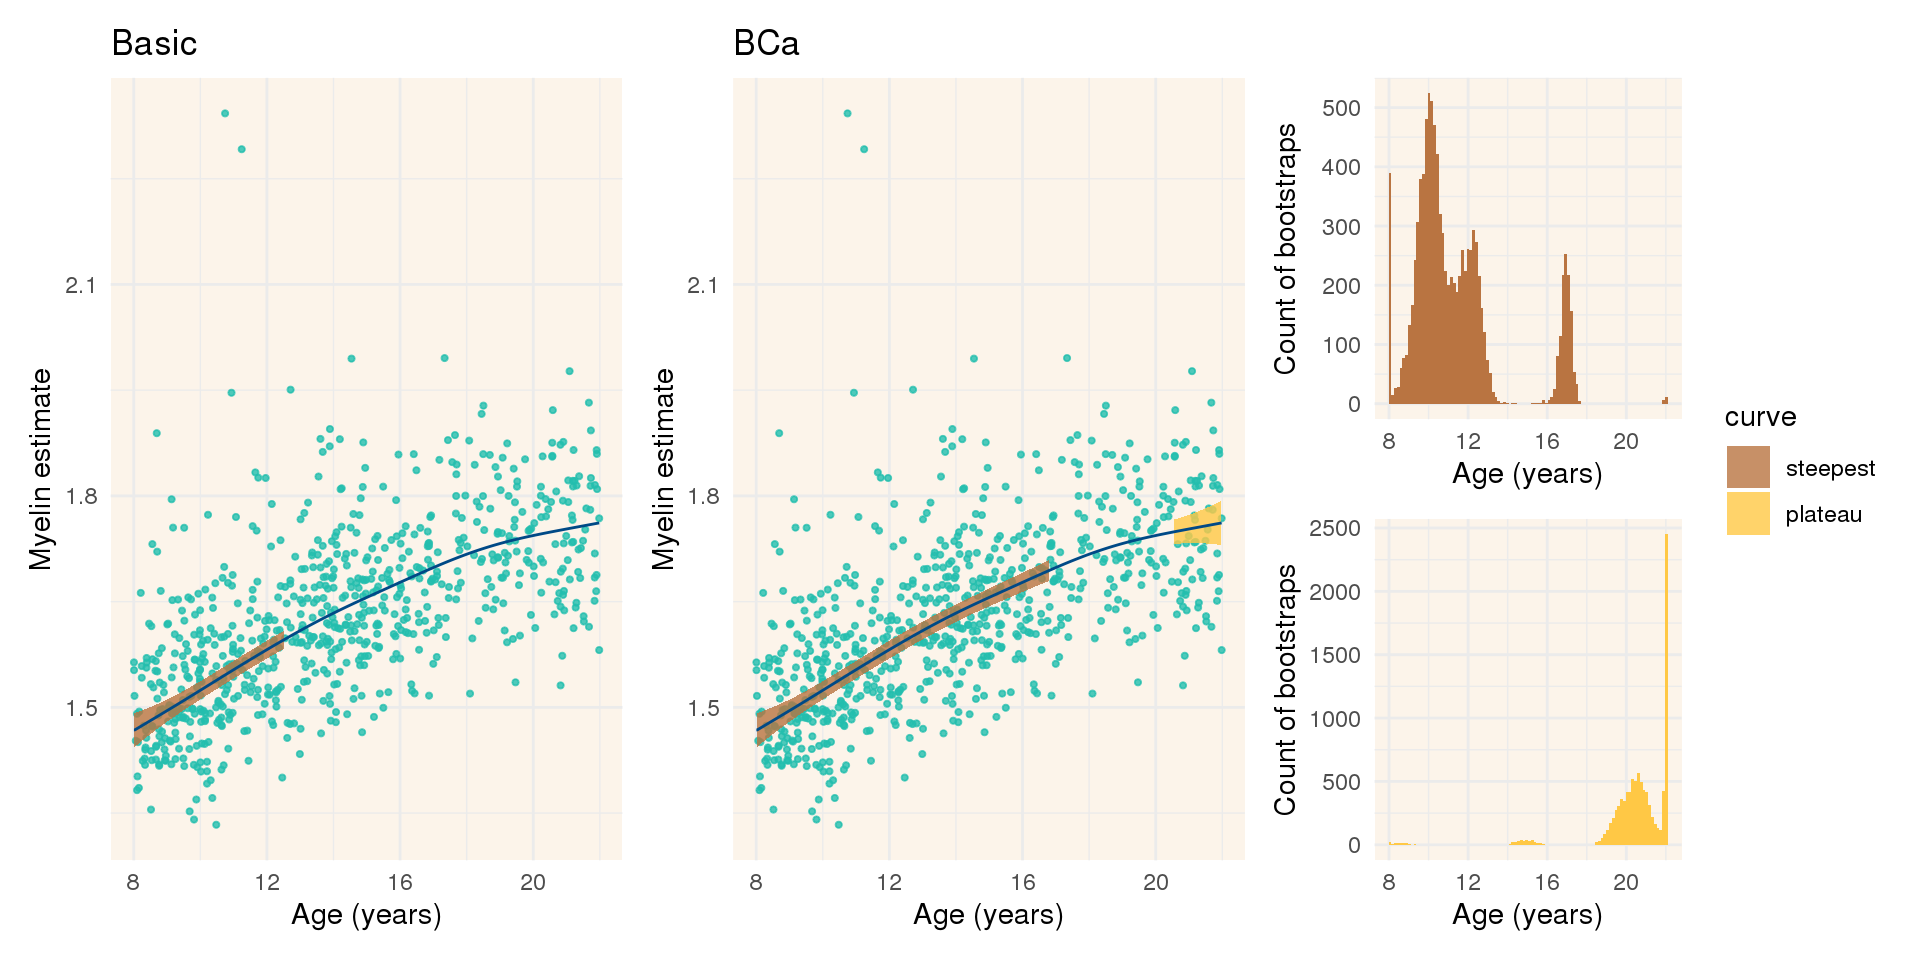 Basic
2.1
1.8
1.5
Myelin estimate
8 12 16 20
Age (years)
BCa
2.1
1.8
1.5
Myelin estimate
8 12 16 20
Age (years)
500
400
300
200
100
0
Count of bootstraps
8 12 16 20
Age (years)
2500
2000
1500
1000
500
0
Count of bootstraps
8 12 16 20
Age (years)
curve
steepest
plateau